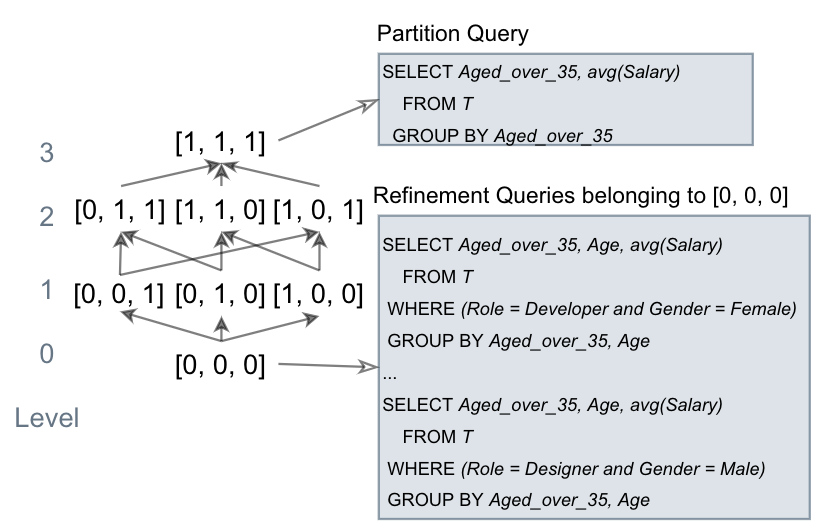 Partition Query
SELECT Aged_over_35, avg(Salary)
FROM T
GROUP BY Aged_over_35
3
[1, 1, 1]
2
[0, 1, 1] [1, 1, 0] [1, 0, 1]
1
[0, 0, 1] [0, 1, 0] [1, 0, 0]
0
[0, 0, 0]
Level
Refinement Queries belonging to [0, 0, 0]
SELECT Aged_over_35, Age, avg(Salary)
FROM T
WHERE (Role = Developer and Gender = Female)
GROUP BY Aged_over_35, Age
...
SELECT Aged_over_35, Age, avg(Salary)
FROM T
WHERE (Role = Designer and Gender = Male)
GROUP BY Aged_over_35, Age